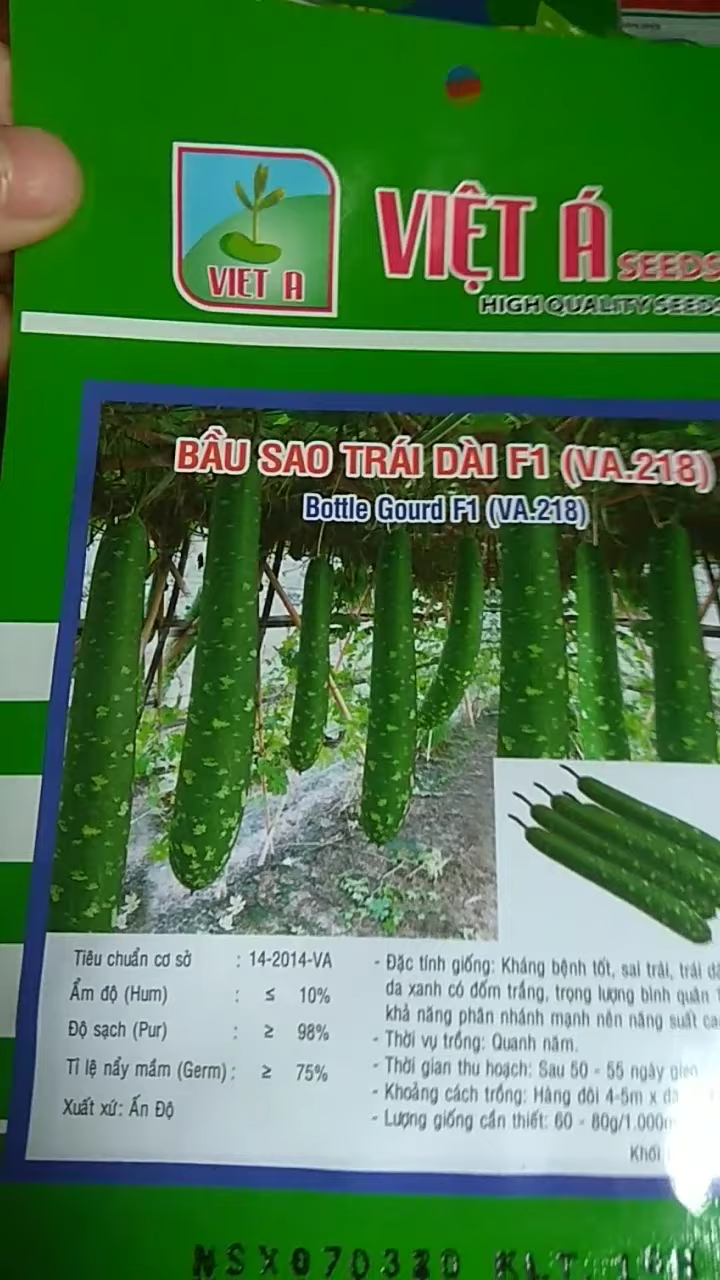 VIỆT Á
VIỆT Á SEEDS
HIGH QUALITY SEEDS
BẦU SAO TRÁI DÀI F1 (VA.218)
Bottle Gourd F1 (VA.218)
Tiêu chuẩn cơ sở : 14-2014-VA
Ẩm độ (Hum) : ≤ 10%
Độ sạch (Pur) : ≥ 98%
Tỉ lệ nẩy mầm (Germ) : ≥ 75%
Xuất xứ: Ấn Độ
- Đặc tính giống: Kháng bệnh tốt, sai trái, trái
da xanh có đốm trắng, trọng lượng bình quân
khả năng phân nhánh mạnh nên năng suất
- Thời vụ trồng: Quanh năm.
- Thời gian thu hoạch: Sau 50 - 55 ngày
- Khoảng cách trồng: Hàng đôi 4-5m x
- Lượng giống cần thiết: 60 - 80g/1.000
Khối
NSX070320 KLT